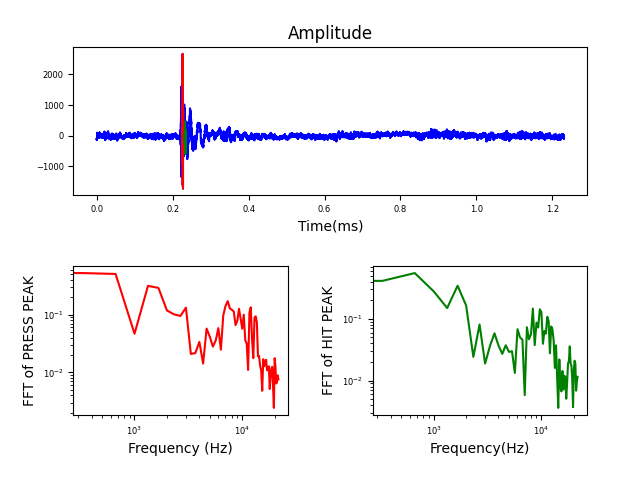 Amplitude
2000
1000
0
−1000
0.0 0.2 0.4 0.6 0.8 1.0 1.2
Time(ms)
FFT of PRESS PEAK
10⁻¹
10⁻²
10³ 10⁴
Frequency (Hz)
FFT of HIT PEAK
10⁻¹
10⁻²
10³ 10⁴
Frequency(Hz)